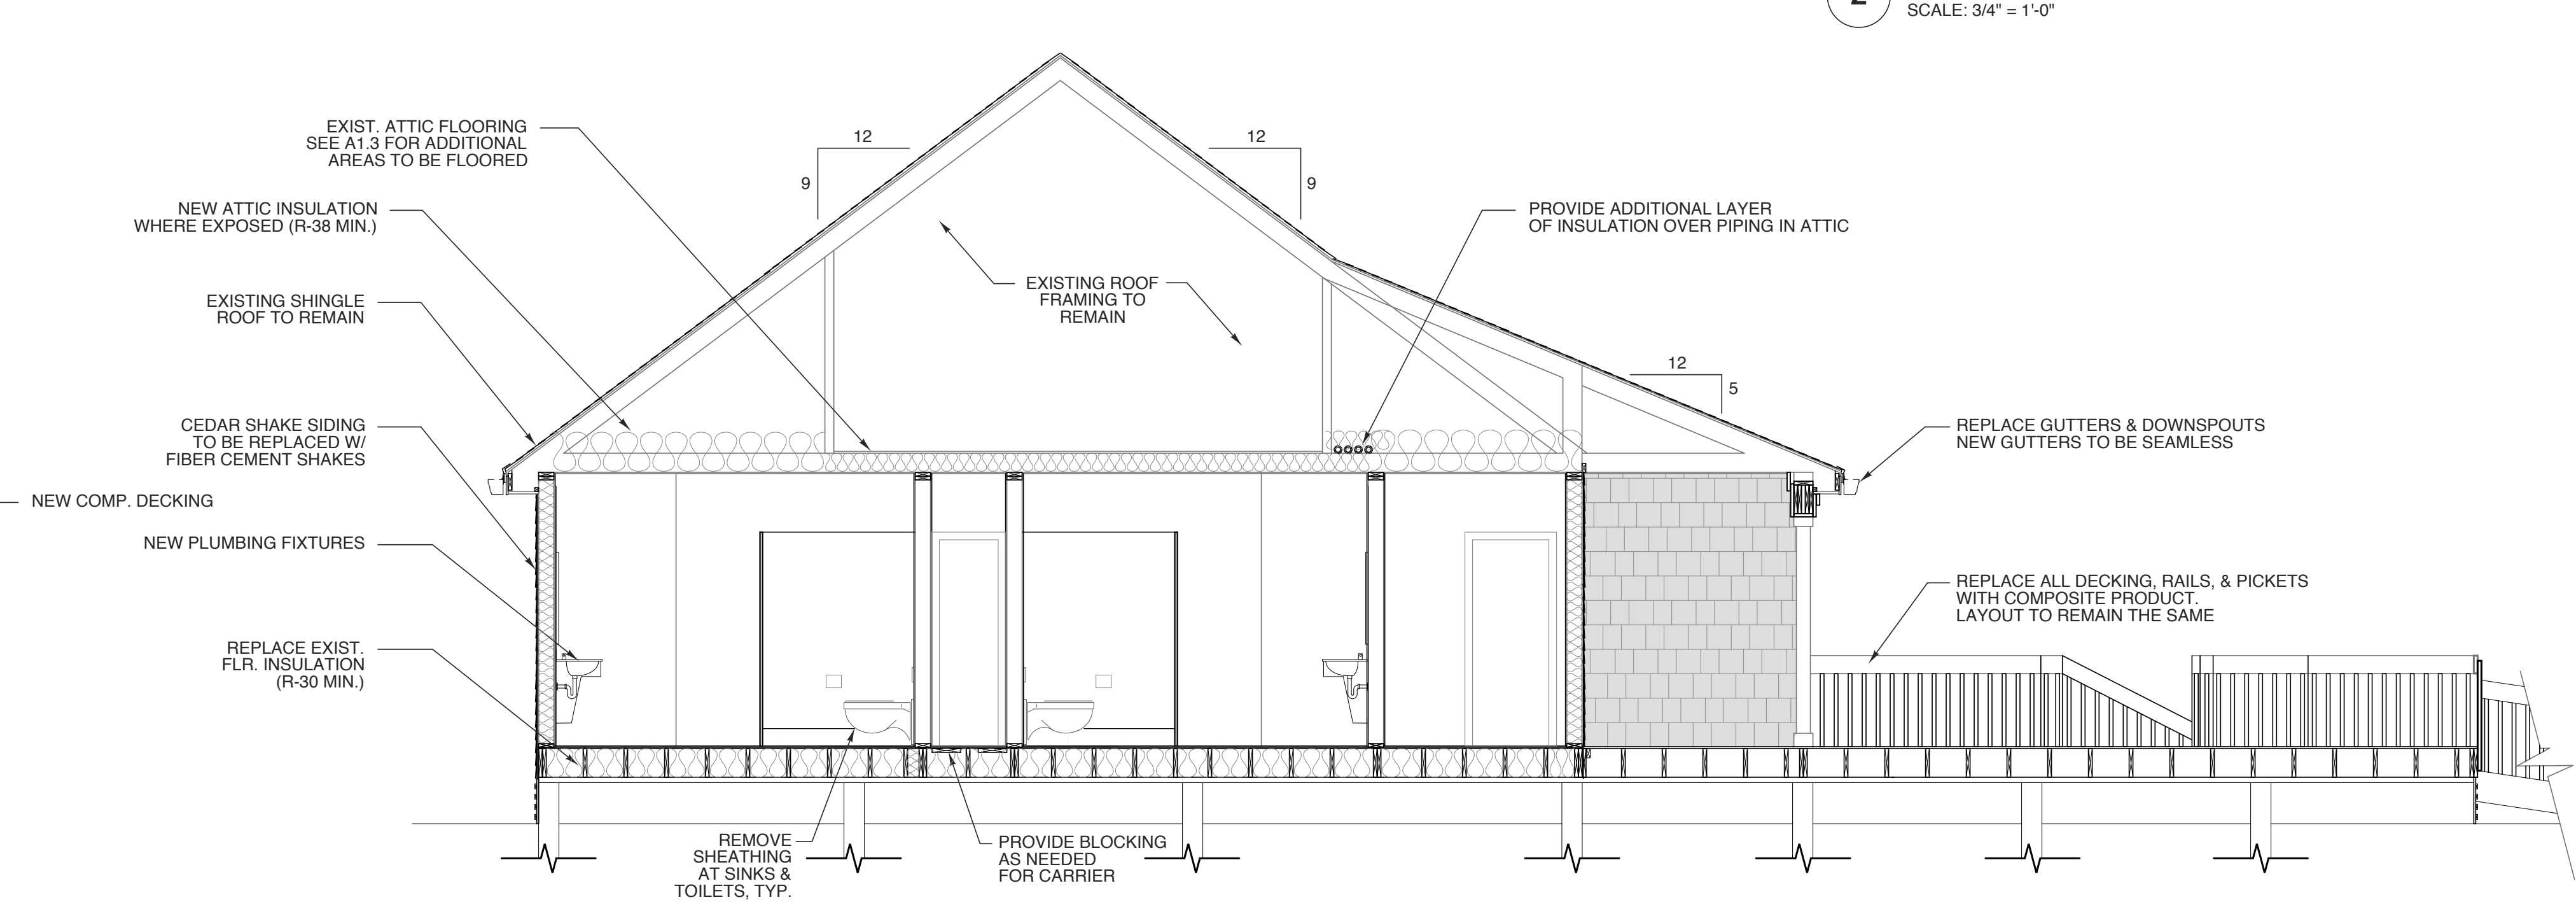 SCALE: 3/4" = 1'-0"
EXIST. ATTIC FLOORING
SEE A1.3 FOR ADDITIONAL
AREAS TO BE FLOORED
12
9
12
9
NEW ATTIC INSULATION
WHERE EXPOSED (R-38 MIN.)
PROVIDE ADDITIONAL LAYER
OF INSULATION OVER PIPING IN ATTIC
EXISTING SHINGLE
ROOF TO REMAIN
EXISTING ROOF
FRAMING TO
REMAIN
12
5
CEDAR SHAKE SIDING
TO BE REPLACED W/
FIBER CEMENT SHAKES
REPLACE GUTTERS & DOWNSPOUTS
NEW GUTTERS TO BE SEAMLESS
NEW COMP. DECKING
NEW PLUMBING FIXTURES
REPLACE ALL DECKING, RAILS, & PICKETS
WITH COMPOSITE PRODUCT.
LAYOUT TO REMAIN THE SAME
REPLACE EXIST.
FLR. INSULATION
(R-30 MIN.)
REMOVE
SHEATHING
AT SINKS &
TOILETS, TYP.
PROVIDE BLOCKING
AS NEEDED
FOR CARRIER